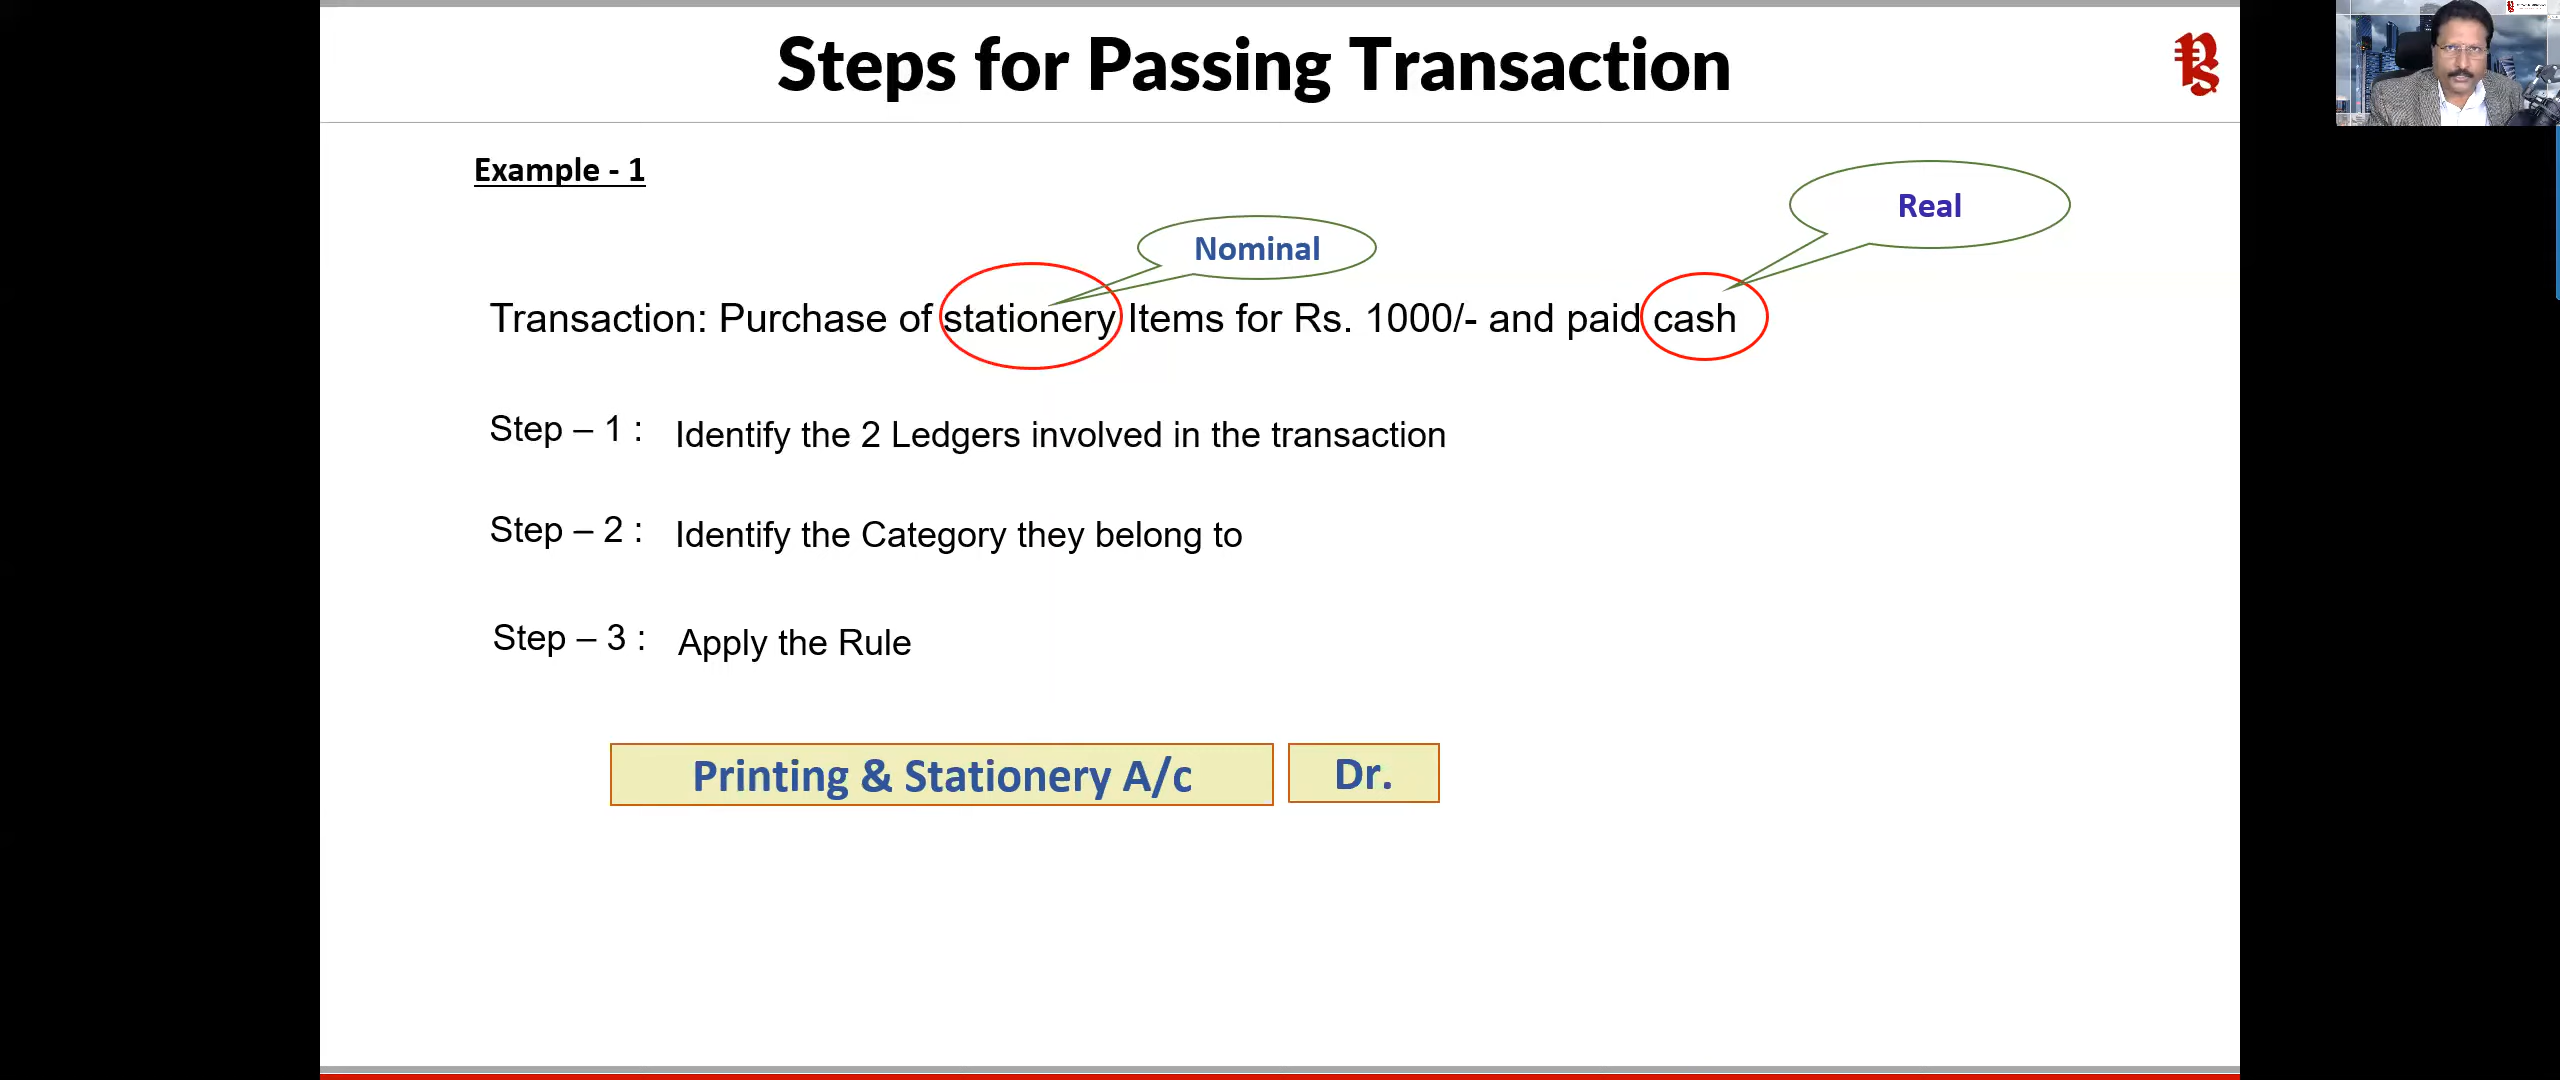 Steps for Passing Transaction
Example - 1
Nominal
Real
Transaction: Purchase of stationery Items for Rs. 1000/- and paid cash
Step – 1 : Identify the 2 Ledgers involved in the transaction
Step – 2 : Identify the Category they belong to
Step – 3 : Apply the Rule
Printing & Stationery A/c Dr.